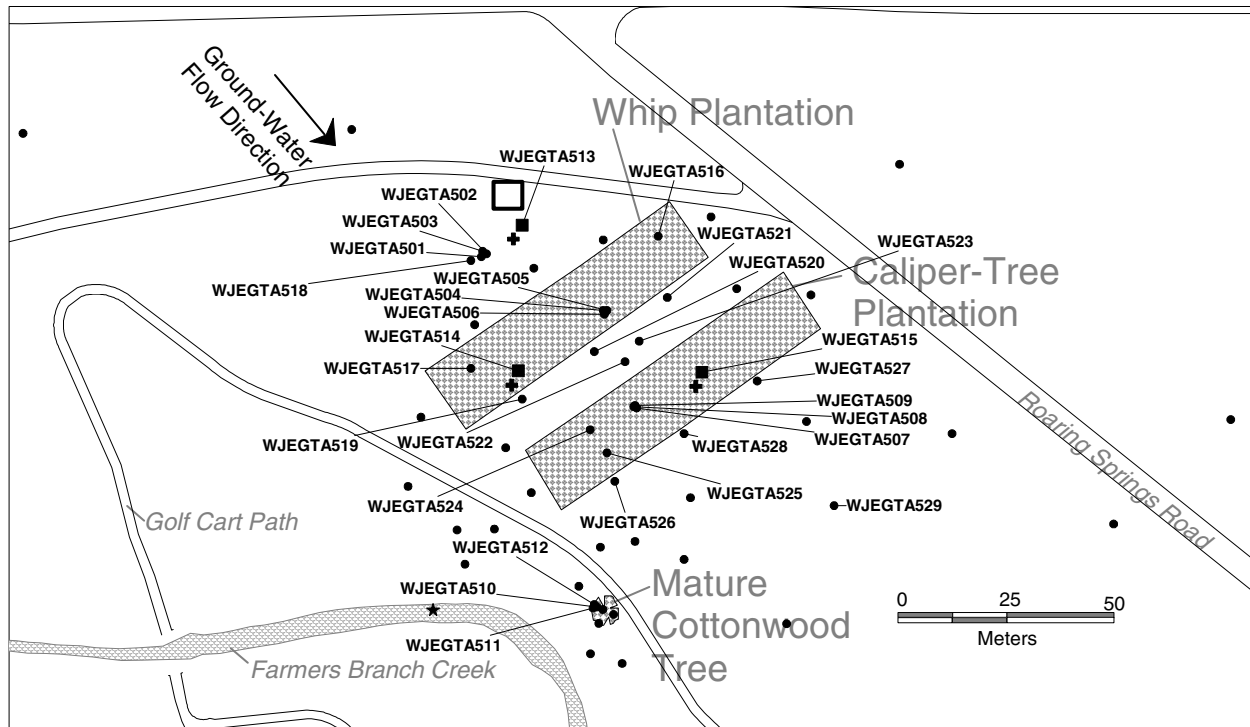 Ground-Water
Flow Direction
Whip Plantation
WJEGTA513
WJEGTA516
WJEGTA502
WJEGTA503
WJEGTA501
WJEGTA518
WJEGTA521
WJEGTA523
WJEGTA520
WJEGTA505
WJEGTA504
WJEGTA506
Caliper-Tree
Plantation
WJEGTA514
WJEGTA515
WJEGTA517
WJEGTA527
WJEGTA509
WJEGTA508
WJEGTA507
WJEGTA519
WJEGTA522
WJEGTA528
Roaring Springs Road
WJEGTA525
WJEGTA524
WJEGTA526
WJEGTA529
Golf Cart Path
WJEGTA512
WJEGTA510
WJEGTA511
Mature
Cottonwood
Tree
0 25 50
Meters
Farmers Branch Creek